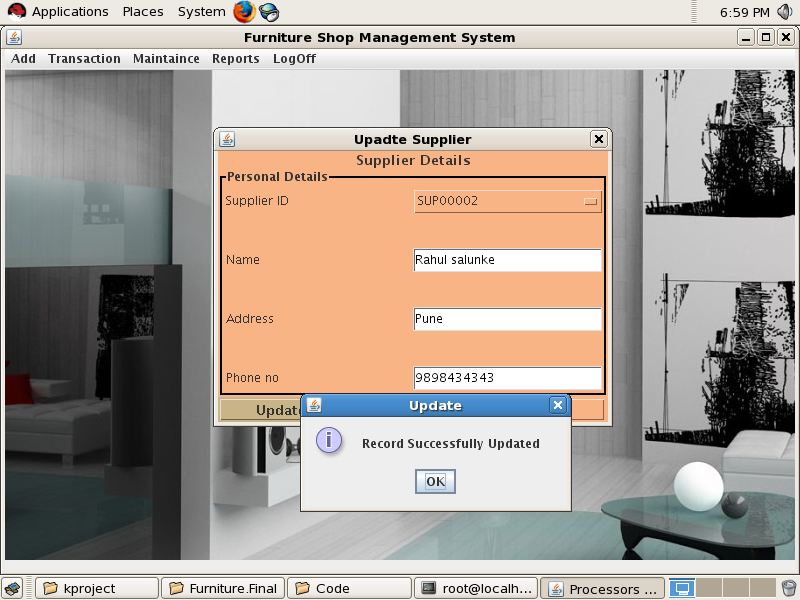 Applications Places System 6:59 PM
Furniture Shop Management System
Add Transaction Maintaince Reports LogOff
Upadte Supplier
Supplier Details
Personal Details
Supplier ID SUP00002
Name Rahul salunke
Address Pune
Phone no 9898434343
Update
Record Successfully Updated
OK
kproject Furniture.Final Code root@localh... Processors ...